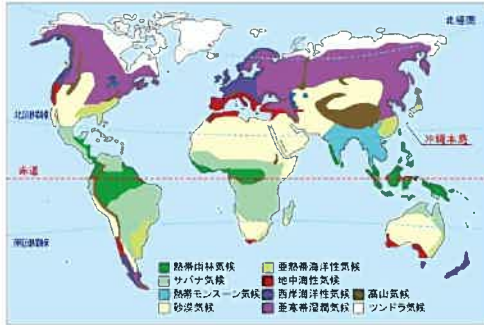 北極圏
北回帰線
沖縄本島
赤道
南回帰線
熱帯雨林気候
亜熱帯海洋性気候
サバナ気候
地中海性気候
熱帯モンスーン気候
西岸海洋性気候
高山気候
砂漠気候
亜寒帯湿潤気候
ツンドラ気候